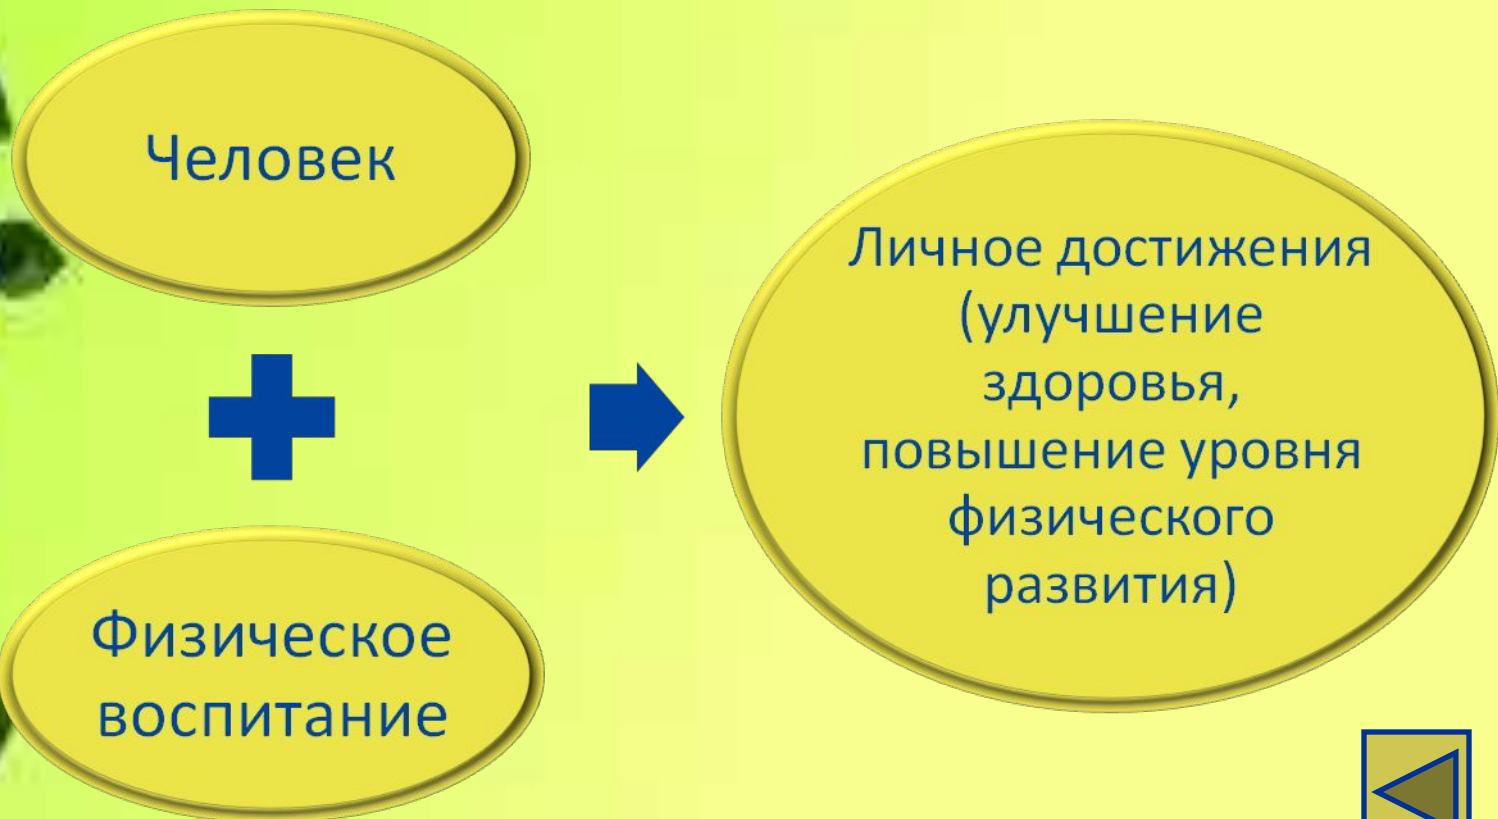 Человек
Физическое
воспитание
Личное достижения
(улучшение
здоровья,
повышение уровня
физического
развития)